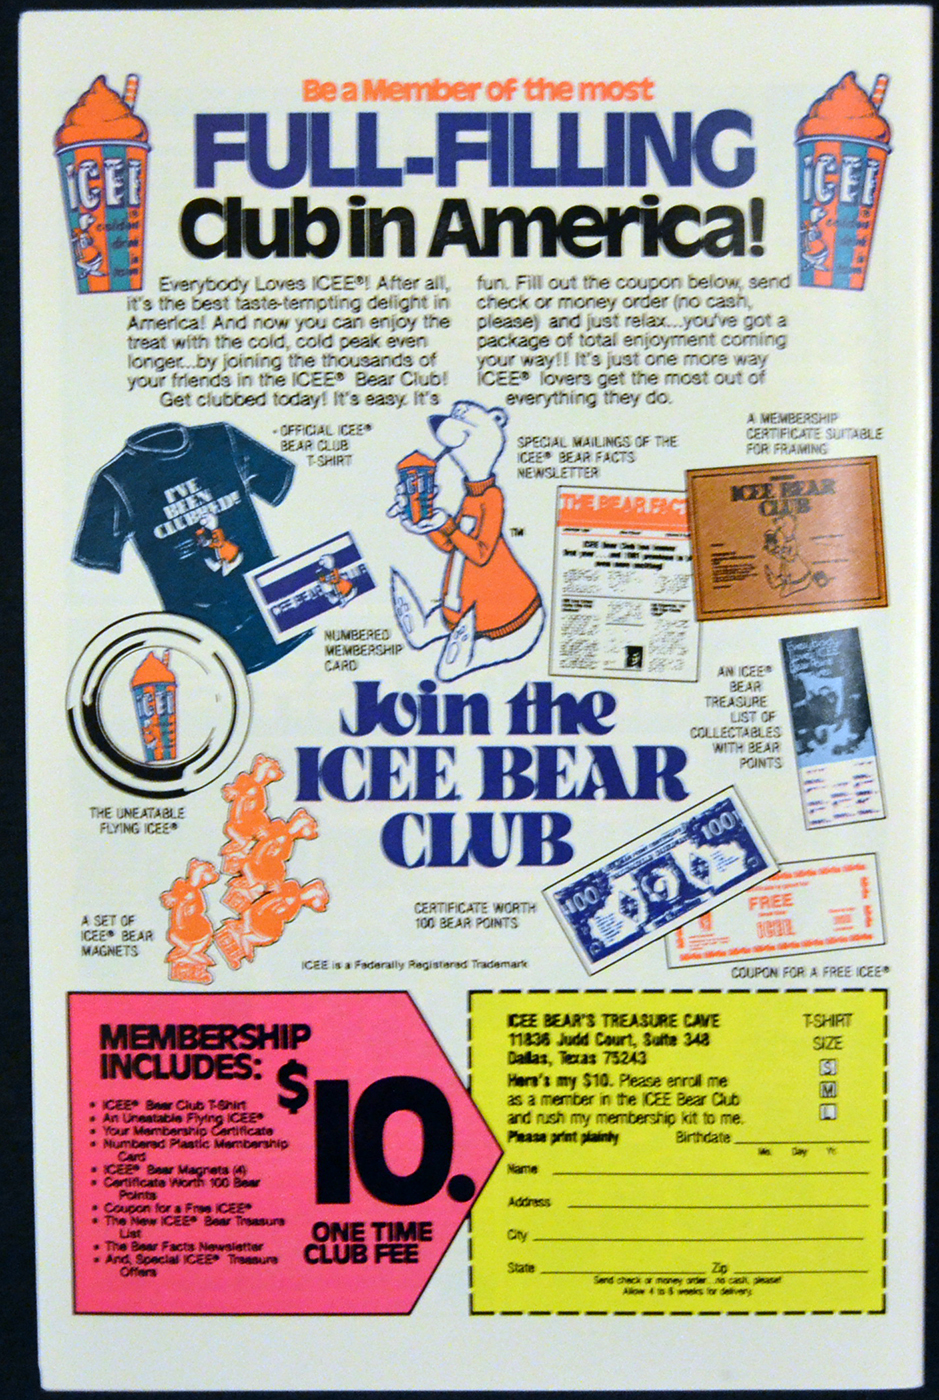 Be a Member of the most
FULL-FILLING
Club in America!
ICEE
ICEE
Everybody Loves ICEE®! After all,
it's the best taste-tempting delight in
America! And now you can enjoy the
treat with the cold, cold peak even
longer...by joining the thousands of
your friends in the ICEE® Bear Club!
Get clubbed today! It's easy. It's
fun. Fill out the coupon below, send
check or money order (no cash,
please) and just relax...you've got a
package of total enjoyment coming
your way!! It's just one more way
ICEE® lovers get the most out of
everything they do.
OFFICIAL ICEE®
BEAR CLUB
T-SHIRT
I'VE
BEEN
CLUBBED!
ICEE BEAR CLUB
NUMBERED
MEMBERSHIP
CARD
ICEE
TM
SPECIAL MAILINGS OF THE
ICEE® BEAR FACTS
NEWSLETTER
THE BEAR FACT
A MEMBERSHIP
CERTIFICATE SUITABLE
FOR FRAMING
ICEE BEAR
CLUB
AN ICEE®
BEAR
TREASURE
LIST OF
COLLECTABLES
WITH BEAR
POINTS
ICEE
THE UNEATABLE
FLYING ICEE®
Join the
ICEE BEAR
CLUB
A SET OF
ICEE® BEAR
MAGNETS
CERTIFICATE WORTH
100 BEAR POINTS
100
100
FREE
ICEE
COUPON FOR A FREE ICEE®
ICEE is a Federally Registered Trademark
MEMBERSHIP
INCLUDES:
• ICEE® Bear Club T-Shirt
• An Uneatable Flying ICEE®
• Your Membership Certificate
• Numbered Plastic Membership
Card
• ICEE® Bear Magnets (4)
• Certificate Worth 100 Bear
Points
• Coupon for a Free ICEE®
• The New ICEE® Bear Treasure
List
• The Bear Facts Newsletter
• And, Special ICEE® Treasure
Offers
$10.
ONE TIME
CLUB FEE
ICEE BEAR'S TREASURE CAVE
11836 Judd Court, Suite 348
Dallas, Texas 75243
T-SHIRT
SIZE
S
M
L
Here's my $10. Please enroll me
as a member in the ICEE Bear Club
and rush my membership kit to me.
Please print plainly Birthdate
Mo. Day Yr.
Name
Address
City
State Zip
Send check or money order...no cash, please!
Allow 4 to 6 weeks for delivery.